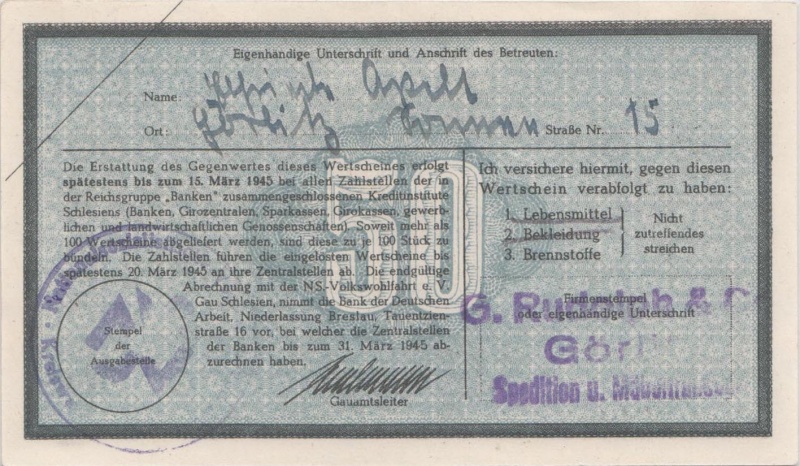 Eigenhändige Unterschrift und Anschrift des Betreuten:
Name: Apelt
Ort: Görlitz Sonnen Straße Nr. 15
Die Erstattung des Gegenwertes dieses Wertscheines erfolgt
spätestens bis zum 15. März 1945 bei allen Zahlstellen der in
der Reichsgruppe „Banken" zusammengeschlossenen Kreditinstitute
Schlesiens (Banken, Girozentralen, Sparkassen, Girokassen, gewerb-
lichen und landwirtschaftlichen Genossenschaften). Soweit mehr als
100 Wertscheine abgeliefert werden, sind diese zu je 100 Stück zu
bündeln. Die Zahlstellen führen die eingelösten Wertscheine bis
spätestens 20. März 1945 an ihre Zentralstellen ab. Die endgültige
Abrechnung mit der NS.-Volkswohlfahrt e. V.
Gau Schlesien, nimmt die Bank der Deutschen
Arbeit, Niederlassung Breslau, Tauentzien-
straße 16 vor, bei welcher die Zentralstellen
der Banken bis zum 31. März 1945 ab-
zurechnen haben.
Gauamtsleiter
Stempel
der
Ausgabestelle
50
Ich versichere hiermit, gegen diesen
Wertschein verabfolgt zu haben:
1. Lebensmittel
2. Bekleidung
3. Brennstoffe
Nicht
zutreffendes
streichen
Firmenstempel
oder eigenhändige Unterschrift
G. &
Görli
Spedition u.